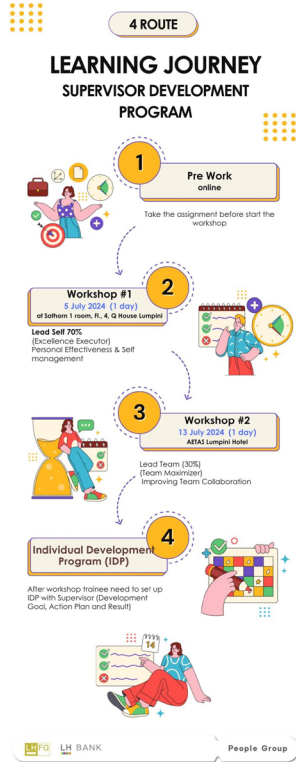 4 ROUTE
LEARNING JOURNEY
SUPERVISOR DEVELOPMENT
PROGRAM
1
Pre Work
online
Take the assignment before start the
workshop
2
Workshop #1
5 July 2024 (1 day)
at Sathorn 1 room, Fl., 4, Q House Lumpini
Lead Self 70%
(Excellence Executor)
Personal Effectiveness & Self
management
3
Workshop #2
13 July 2024 (1 day)
AETAS Lumpini Hotel
Lead Team (30%)
(Team Maximizer)
Improving Team Collaboration
4
Individual Development
Program (IDP)
After workshop trainee need to set up
IDP with Supervisor (Development
Goal, Action Plan and Result)
14
LHFG
LH BANK
People Group